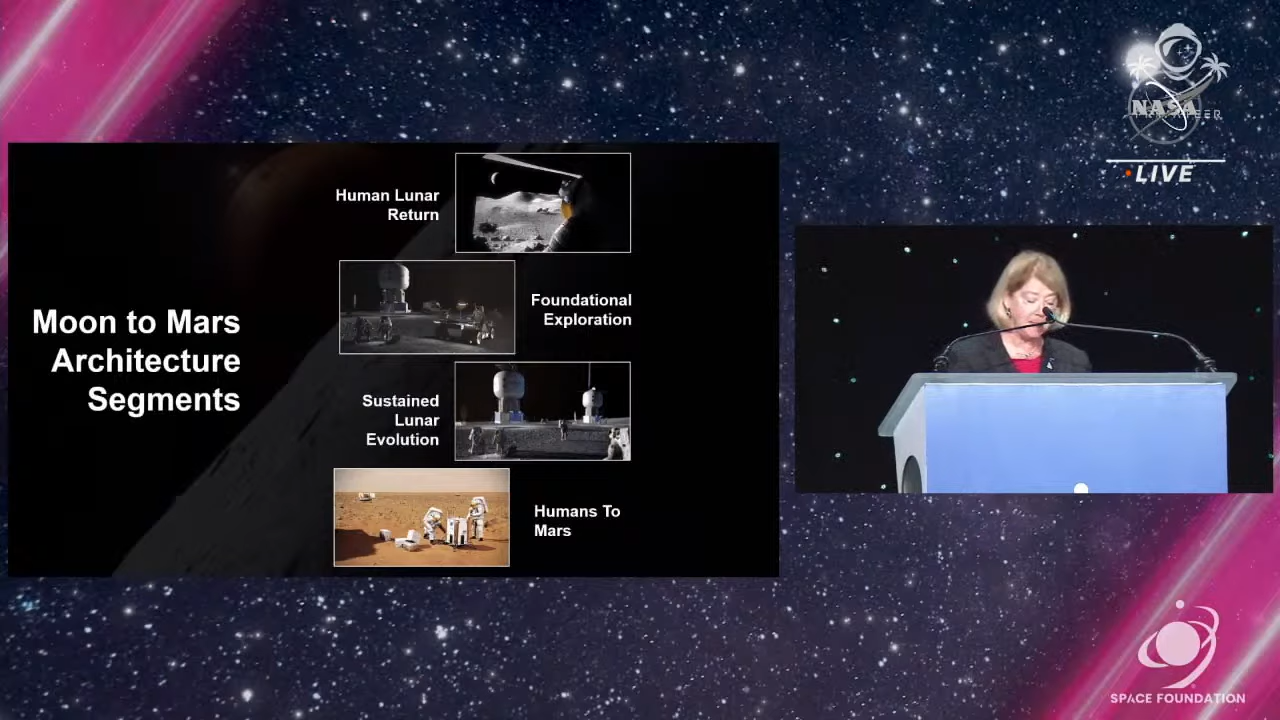 Moon to Mars
Architecture
Segments
Human Lunar
Return
Foundational
Exploration
Sustained
Lunar
Evolution
Humans To
Mars
NASA
LIVE
SPACE FOUNDATION